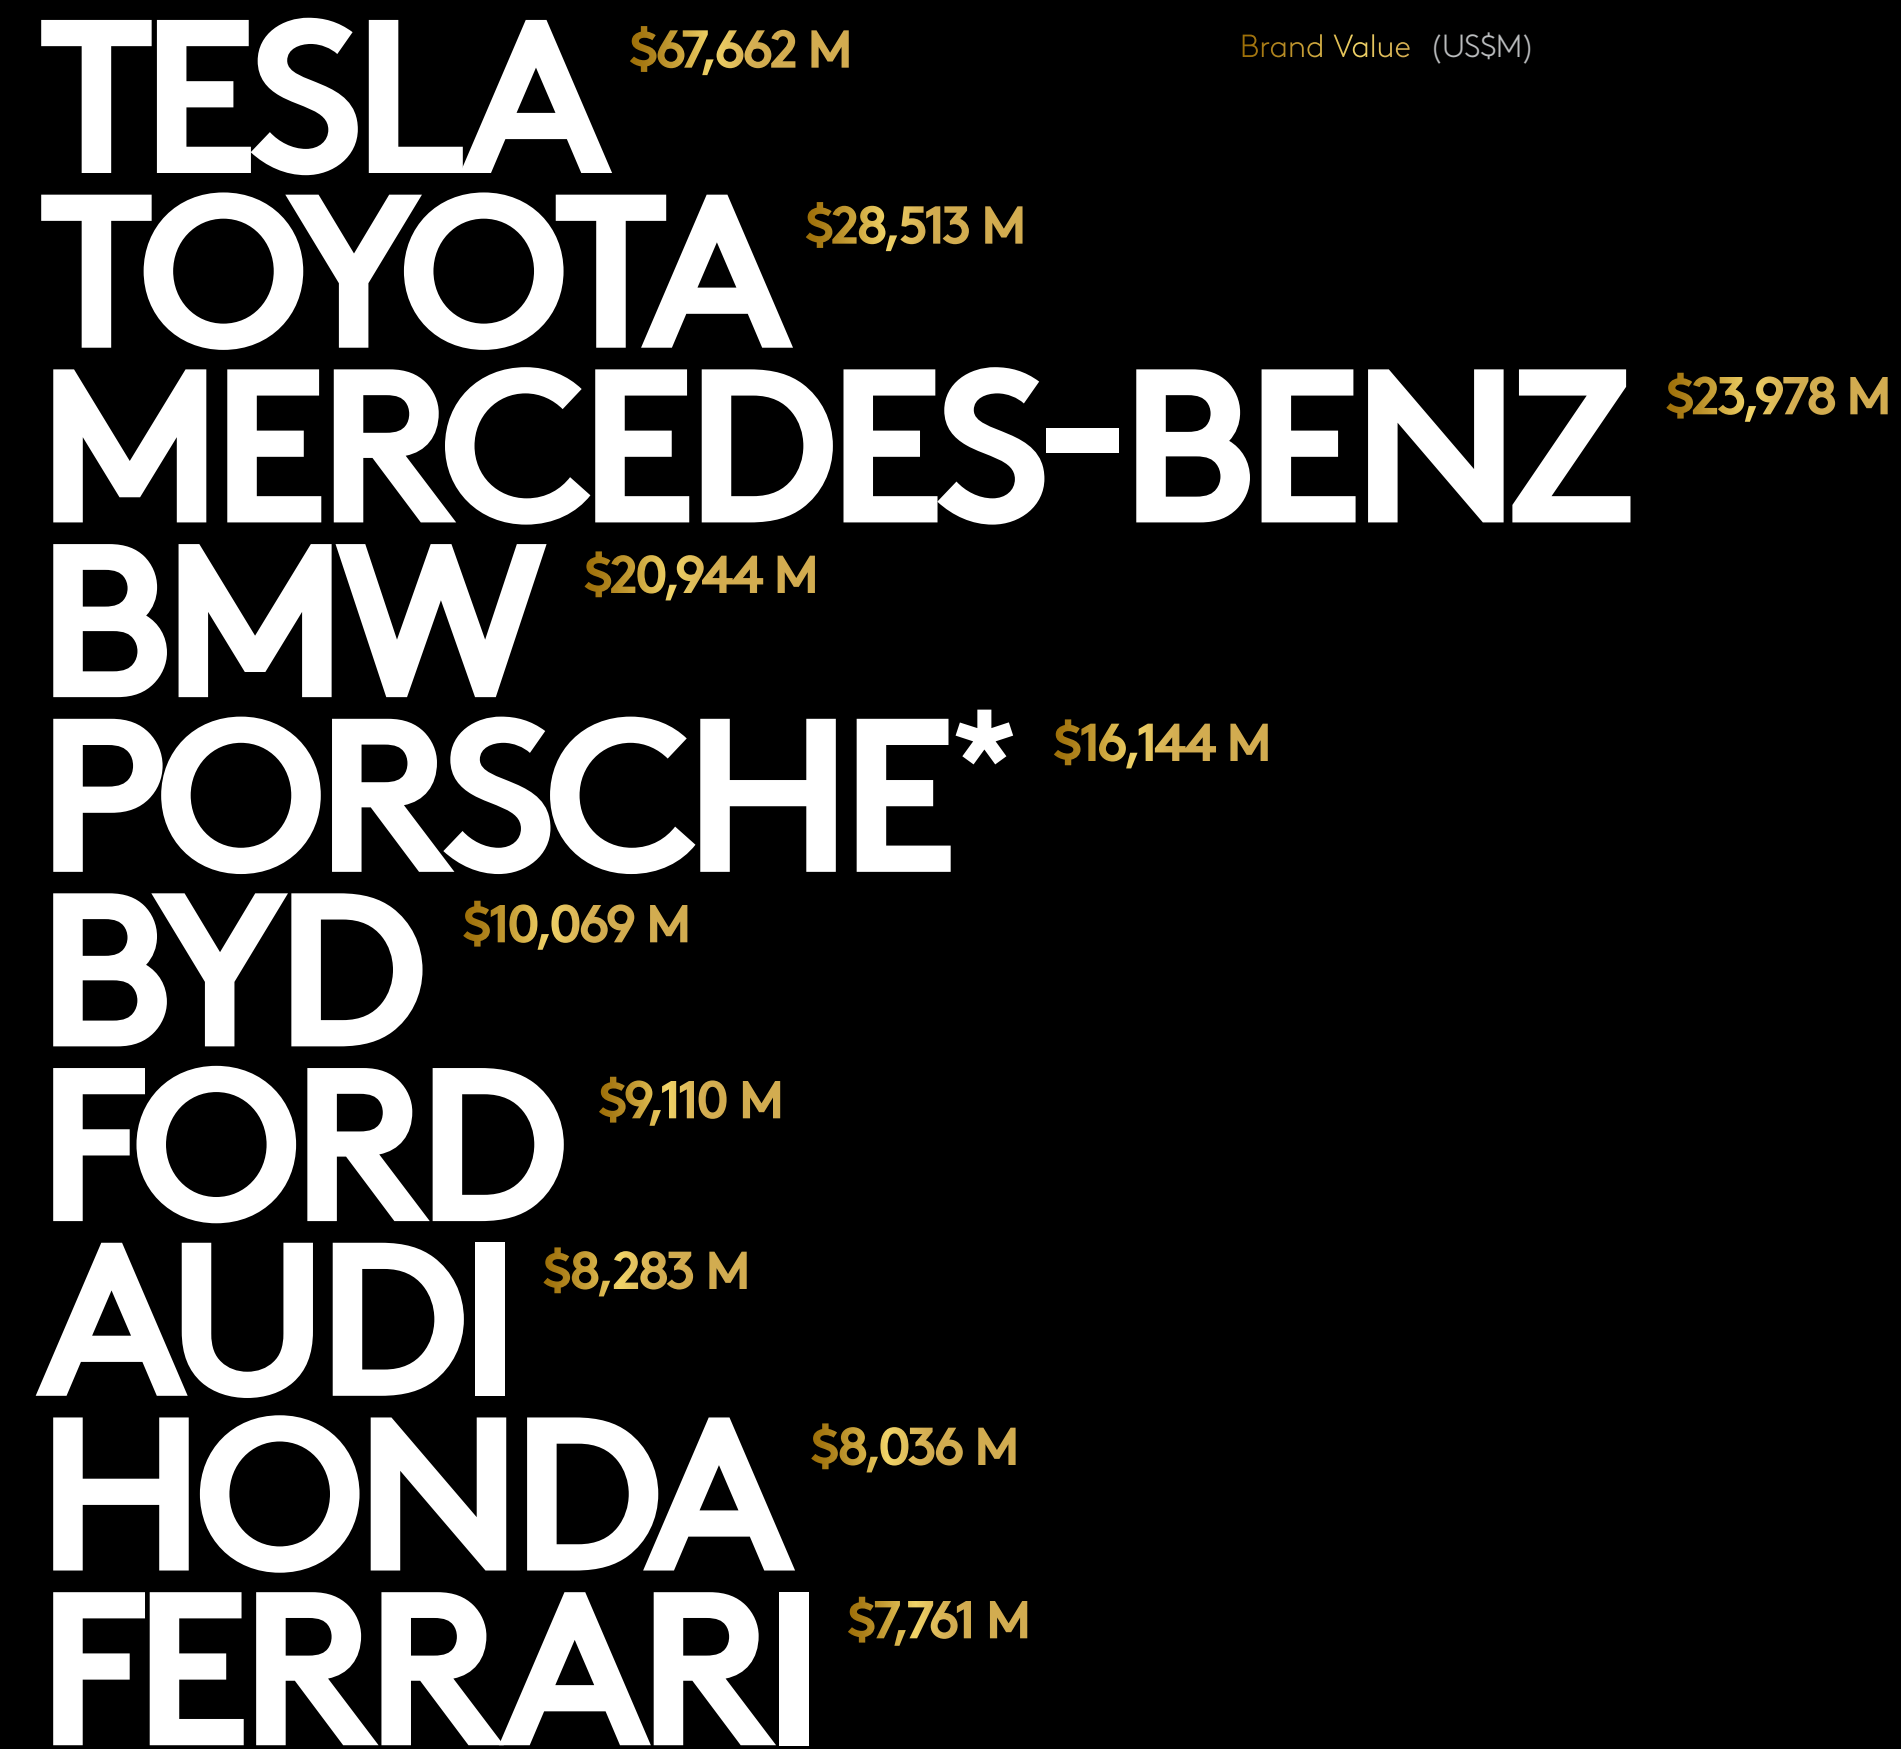 TESLA $67,662 M Brand Value (US$M)
TOYOTA $28,513 M
MERCEDES-BENZ $23,978 M
BMW $20,944 M
PORSCHE* $16,144 M
BYD $10,069 M
FORD $9,110 M
AUDI $8,283 M
HONDA $8,036 M
FERRARI $7,761 M